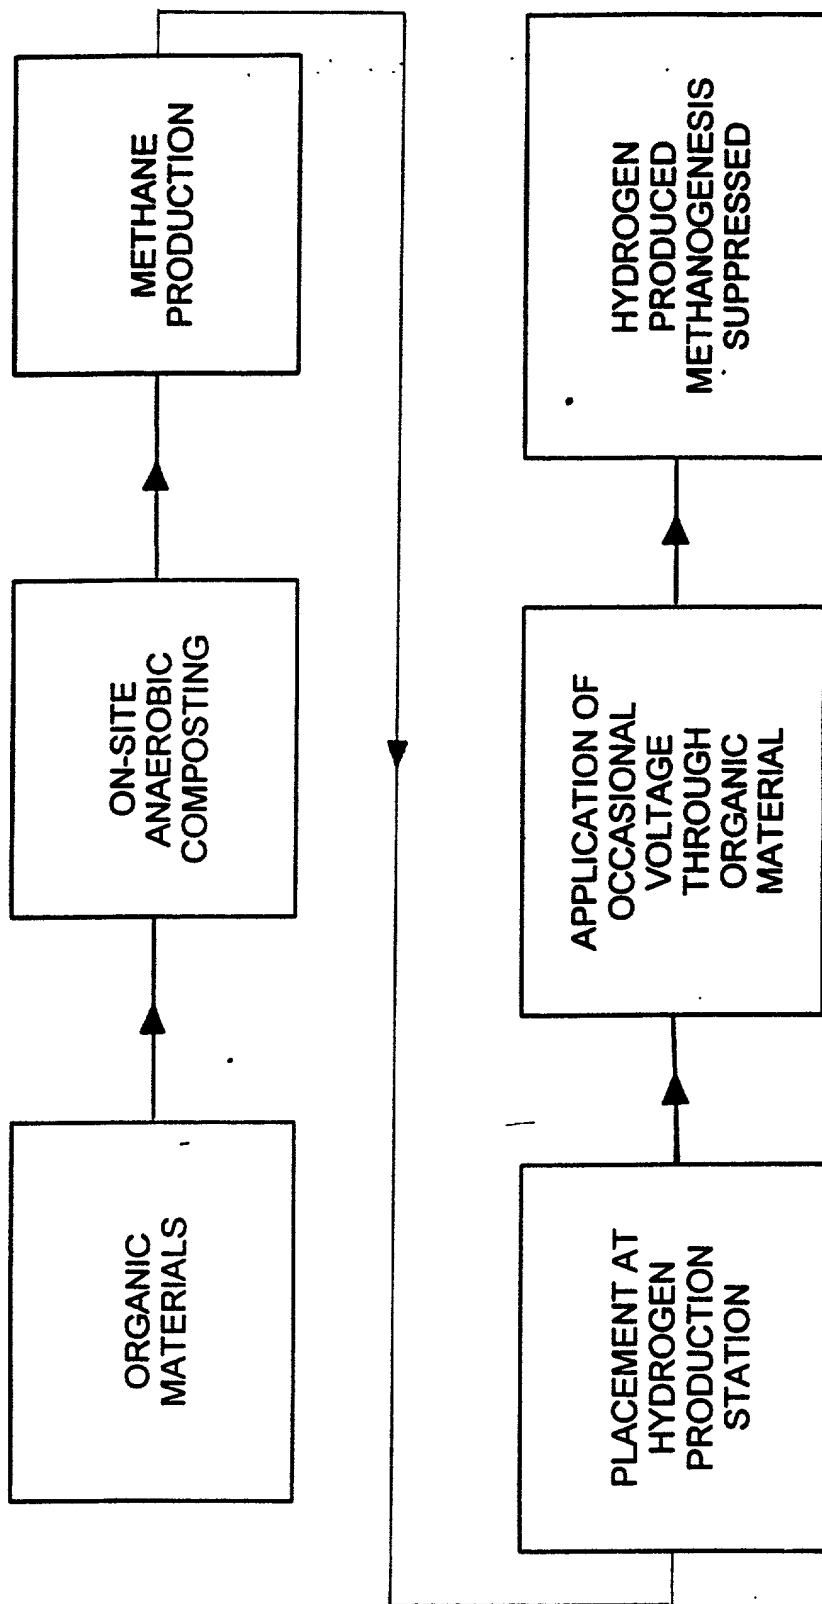 ORGANIC
MATERIALS
ON-SITE
ANAEROBIC
COMPOSTING
METHANE
PRODUCTION
PLACEMENT AT
HYDROGEN
PRODUCTION
STATION
APPLICATION OF
OCCASIONAL
VOLTAGE
THROUGH
ORGANIC
MATERIAL
HYDROGEN
PRODUCED
METHANOGENESIS
SUPPRESSED